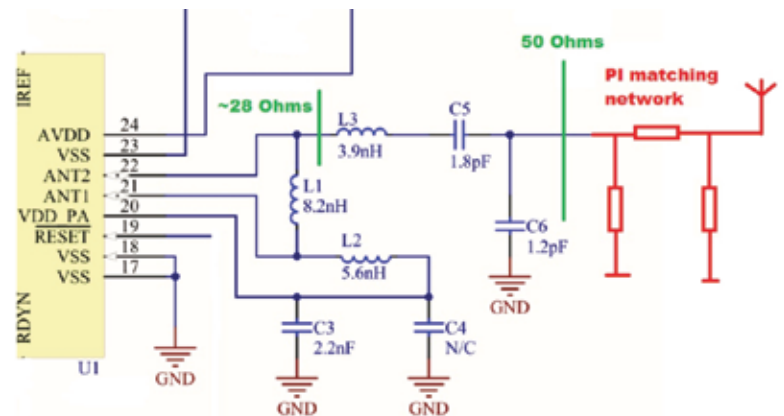 IREF
AVDD
VSS
ANT2
ANT1
VDD_PA
RESET
VSS
VSS
RDYN
U1
24
23
22
21
20
19
18
17
GND
~28 Ohms
L3
3.9nH
C5
1.8pF
50 Ohms
PI matching
network
L1
8.2nH
L2
5.6nH
C6
1.2pF
GND
C3
2.2nF
GND
C4
N/C
GND